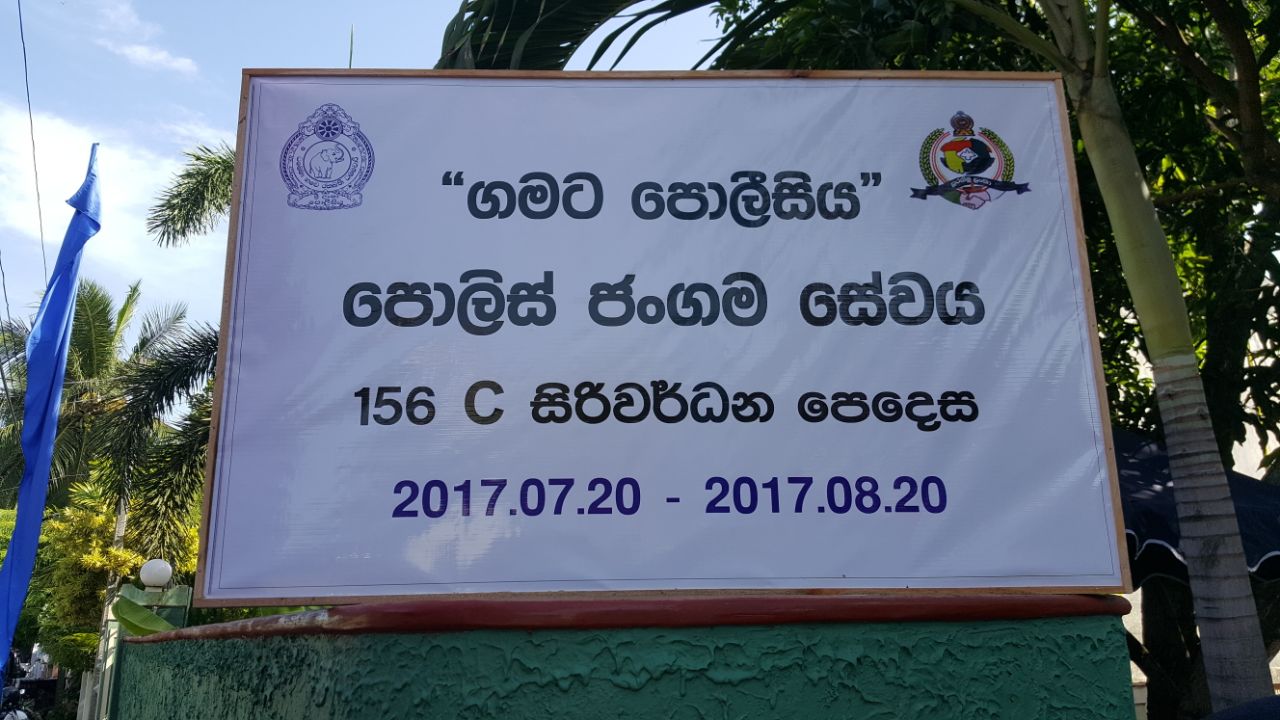 “ගමට පොලීසිය”
පොලිස් ජංගම සේවය
156 C සිරිවර්ධන පෙදෙස
2017.07.20 - 2017.08.20